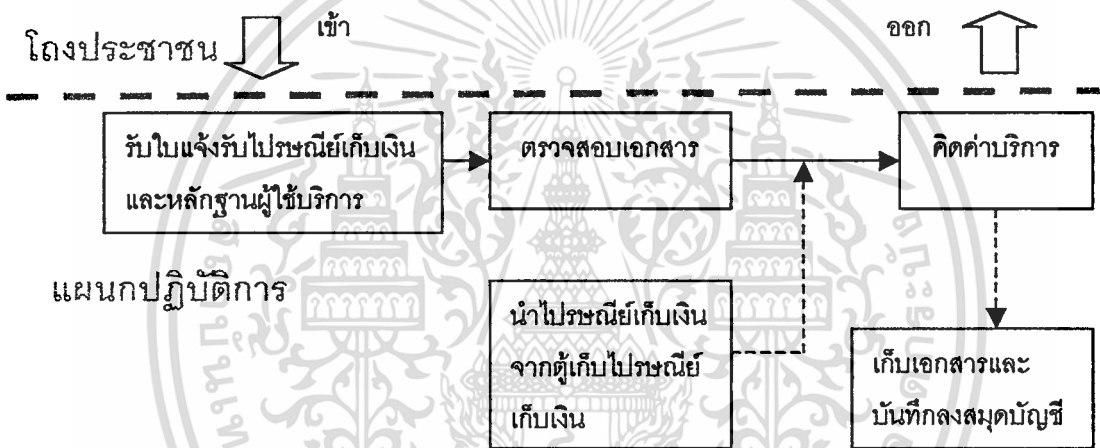 เข้า
ออก
โถงประชาชน
รับใบแจ้งรับไปรษณีย์เก็บเงิน
และหลักฐานผู้ใช้บริการ
ตรวจสอบเอกสาร
คิดค่าบริการ
แผนกปฏิบัติการ
นำไปรษณีย์เก็บเงิน
จากตู้เก็บไปรษณีย์
เก็บเงิน
เก็บเอกสารและ
บันทึกลงสมุดบัญชี